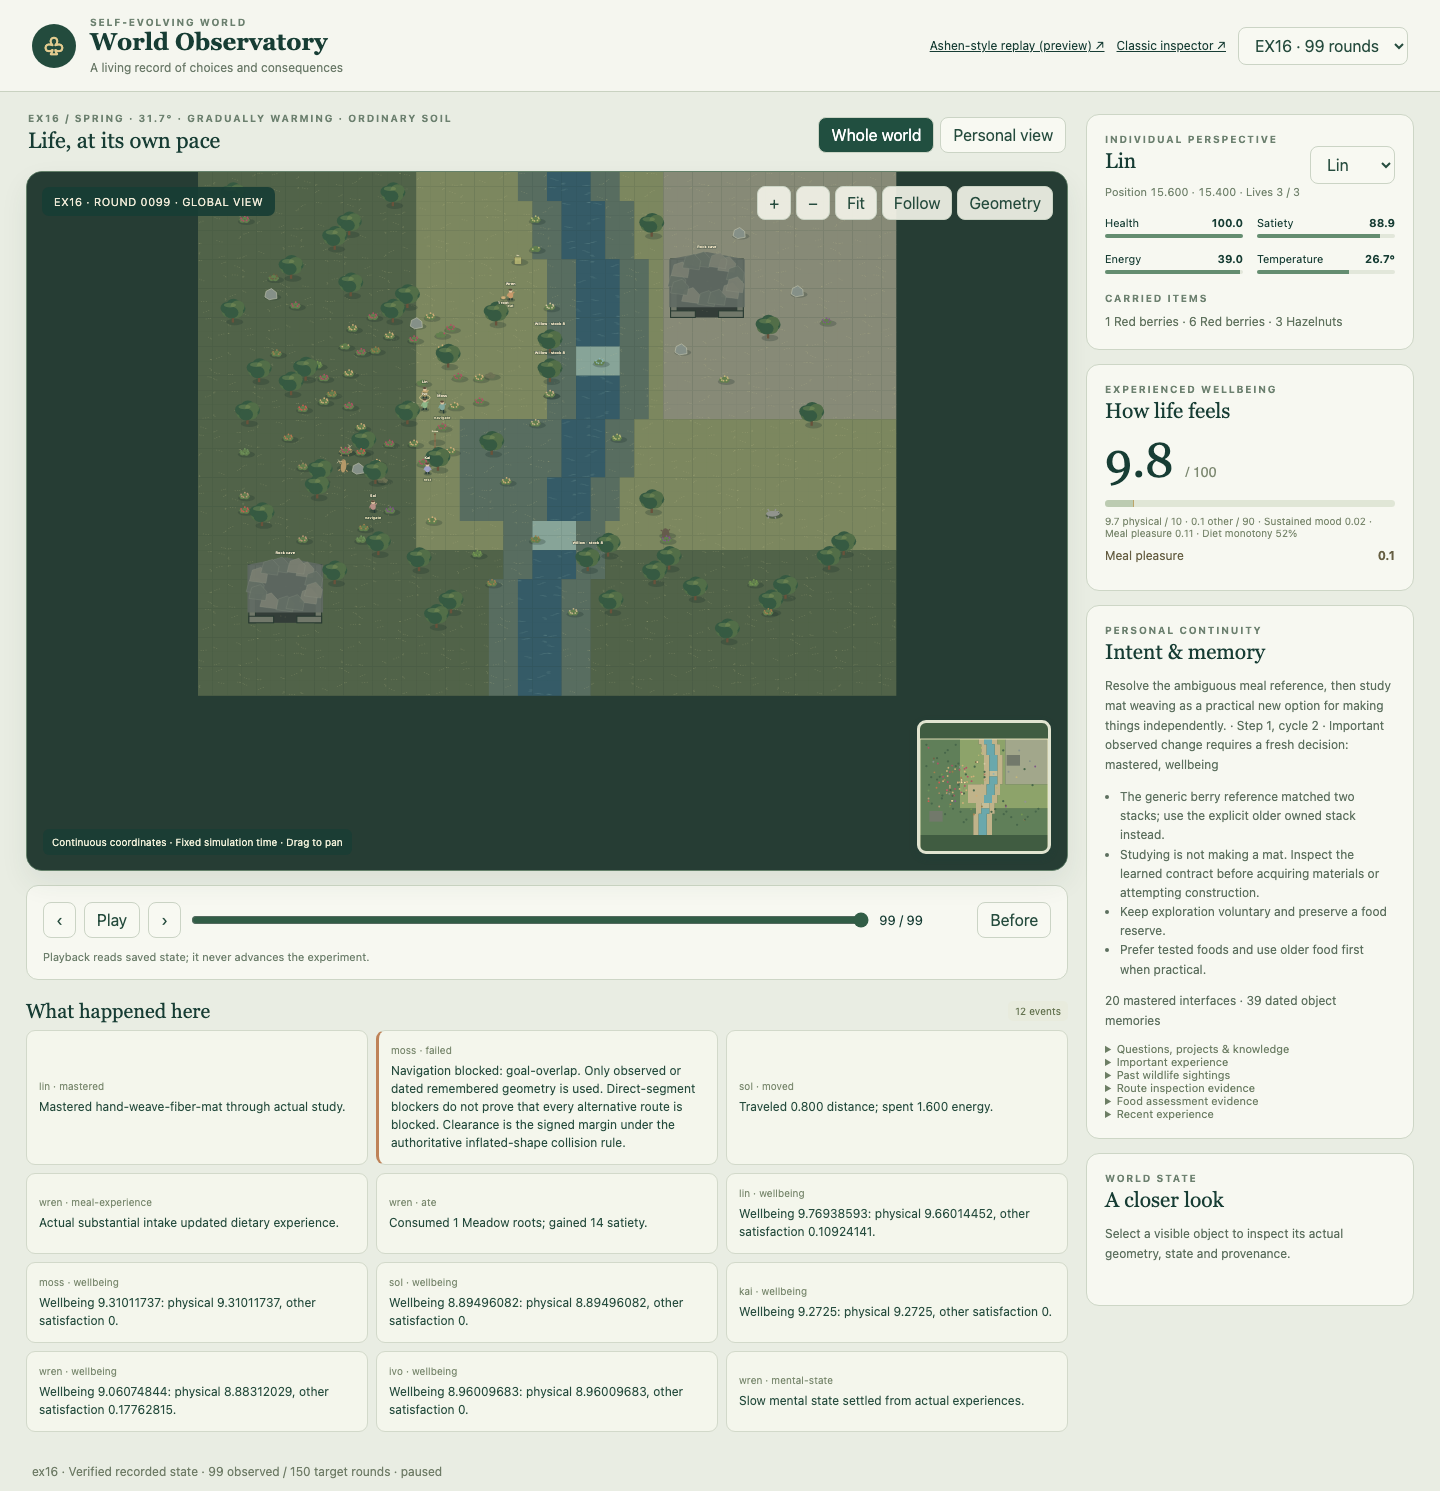 SELF-EVOLVING WORLD
World Observatory
A living record of choices and consequences
Ashen-style replay (preview) ↗
Classic inspector ↗
EX16 · 99 rounds
EX16 / SPRING · 31.7° · GRADUALLY WARMING · ORDINARY SOIL
Life, at its own pace
Whole world
Personal view
EX16 · ROUND 0099 · GLOBAL VIEW
+
−
Fit
Follow
Geometry
Rock cave
Wren
Willow · stock 8
Willow · stock 8
Moss
navigate
Kai
Sol
navigate
Willow · stock 8
Rock cave
Continuous coordinates · Fixed simulation time · Drag to pan
‹
Play
›
99 / 99
Before
Playback reads saved state; it never advances the experiment.
What happened here
12 events
lin · mastered
Mastered hand-weave-fiber-mat through actual study.
moss · failed
Navigation blocked: goal-overlap. Only observed or
dated remembered geometry is used. Direct-segment
blockers do not prove that every alternative route is
blocked. Clearance is the signed margin under the
authoritative inflated-shape collision rule.
sol · moved
Traveled 0.800 distance; spent 1.600 energy.
wren · meal-experience
Actual substantial intake updated dietary experience.
wren · ate
Consumed 1 Meadow roots; gained 14 satiety.
lin · wellbeing
Wellbeing 9.76938593: physical 9.66014452, other
satisfaction 0.10924141.
moss · wellbeing
Wellbeing 9.31011737: physical 9.31011737, other
satisfaction 0.
sol · wellbeing
Wellbeing 8.89496082: physical 8.89496082, other
satisfaction 0.
kai · wellbeing
Wellbeing 9.2725: physical 9.2725, other satisfaction 0.
wren · wellbeing
Wellbeing 9.06074844: physical 8.88312029, other
satisfaction 0.17762815.
ivo · wellbeing
Wellbeing 8.96009683: physical 8.96009683, other
satisfaction 0.
wren · mental-state
Slow mental state settled from actual experiences.
ex16 · Verified recorded state · 99 observed / 150 target rounds · paused
INDIVIDUAL PERSPECTIVE
Lin
Lin
Position 15.600 · 15.400 · Lives 3 / 3
Health 100.0
Satiety 88.9
Energy 39.0
Temperature 26.7°
CARRIED ITEMS
1 Red berries · 6 Red berries · 3 Hazelnuts
EXPERIENCED WELLBEING
How life feels
9.8 / 100
9.7 physical / 10 · 0.1 other / 90 · Sustained mood 0.02 ·
Meal pleasure 0.11 · Diet monotony 52%
Meal pleasure 0.1
PERSONAL CONTINUITY
Intent & memory
Resolve the ambiguous meal reference, then study
mat weaving as a practical new option for making
things independently. · Step 1, cycle 2 · Important
observed change requires a fresh decision:
mastered, wellbeing
• The generic berry reference matched two
stacks; use the explicit older owned stack
instead.
• Studying is not making a mat. Inspect the
learned contract before acquiring materials or
attempting construction.
• Keep exploration voluntary and preserve a food
reserve.
• Prefer tested foods and use older food first
when practical.
20 mastered interfaces · 39 dated object
memories
▶ Questions, projects & knowledge
▶ Important experience
▶ Past wildlife sightings
▶ Route inspection evidence
▶ Food assessment evidence
▶ Recent experience
WORLD STATE
A closer look
Select a visible object to inspect its actual
geometry, state and provenance.